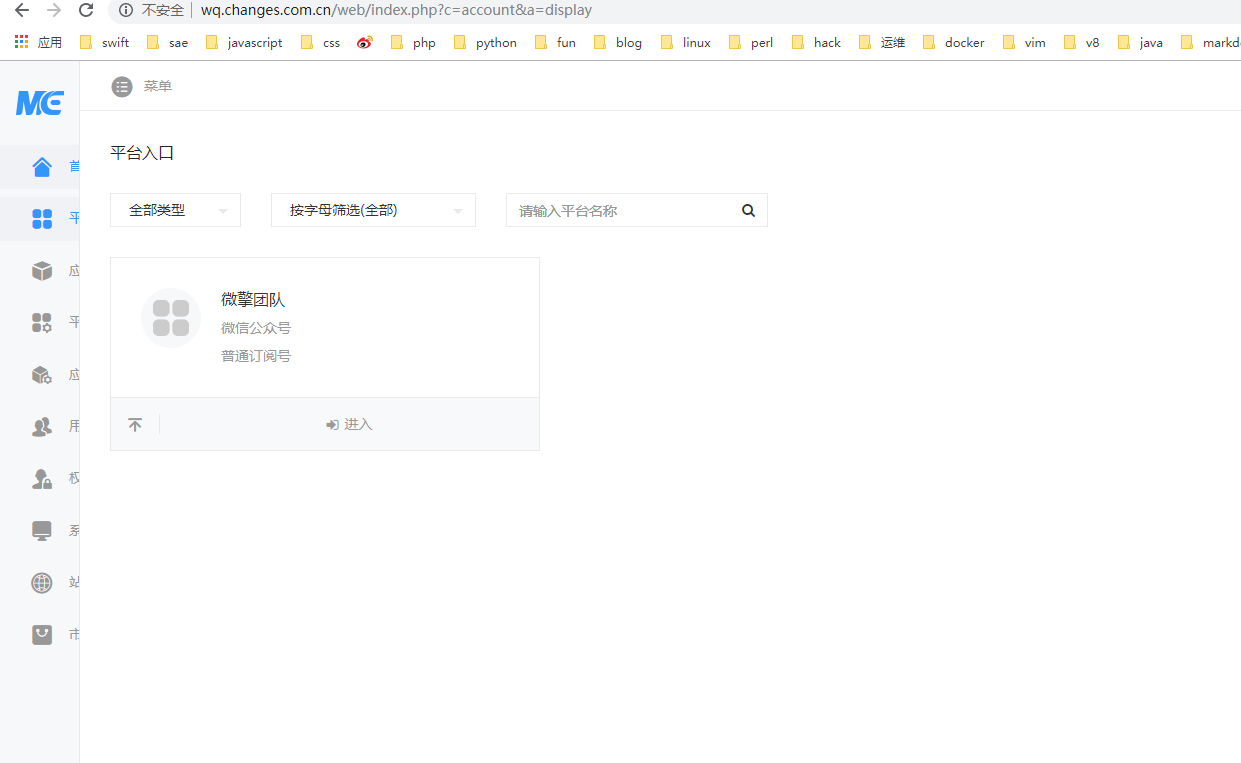 不安全 wq.changes.com.cn/web/index.php?c=account&a=display
应用 swift sae javascript css php python fun blog linux perl hack 运维 docker vim v8 java markd
ME
菜单
首
平
应
平
应
用
权
系
站
市
平台入口
全部类型 按字母筛选(全部) 请输入平台名称
微擎团队
微信公众号
普通订阅号
进入